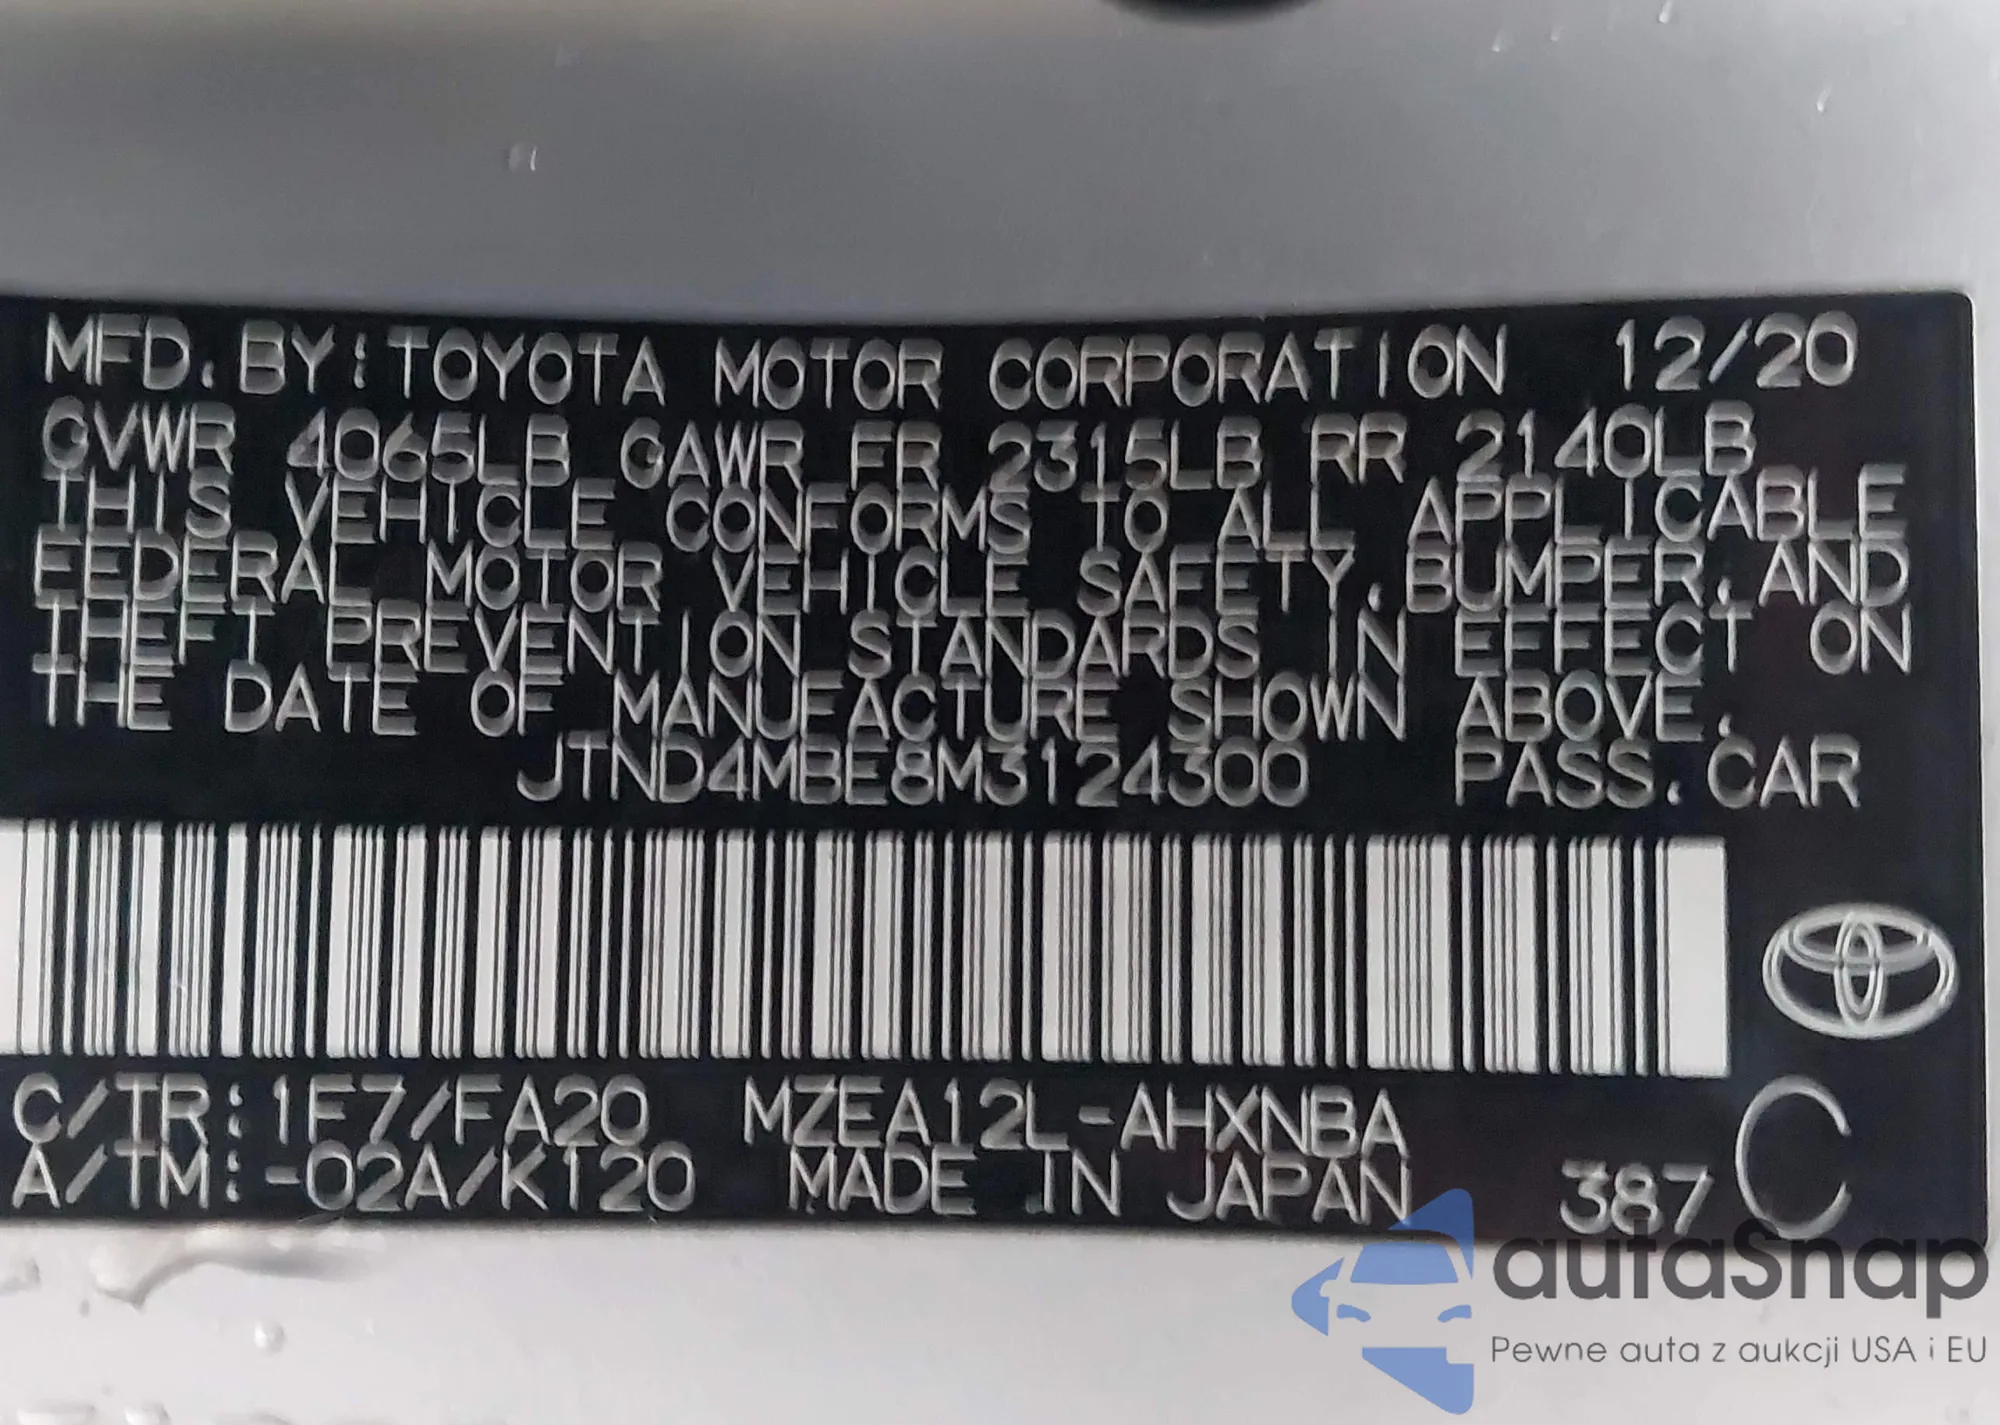 MFD. BY:TOYOTA MOTOR CORPORATION 12/20
GVWR 4065LB GAWR FR 2315LB RR 2140LB
THIS VEHICLE CONFORMS TO ALL APPLICABLE
FEDERAL MOTOR VEHICLE SAFETY,BUMPER,AND
THEFT PREVENTION STANDARDS IN EFFECT ON
THE DATE OF MANUFACTURE SHOWN ABOVE.
JTND4MBE8M3124300 PASS.CAR
C/TR:1F7/FA20 MZEA12L-AHXNBA
A/TM:-02A/K120 MADE IN JAPAN 387 C
autaSnap
Pewne auta z aukcji USA i EU